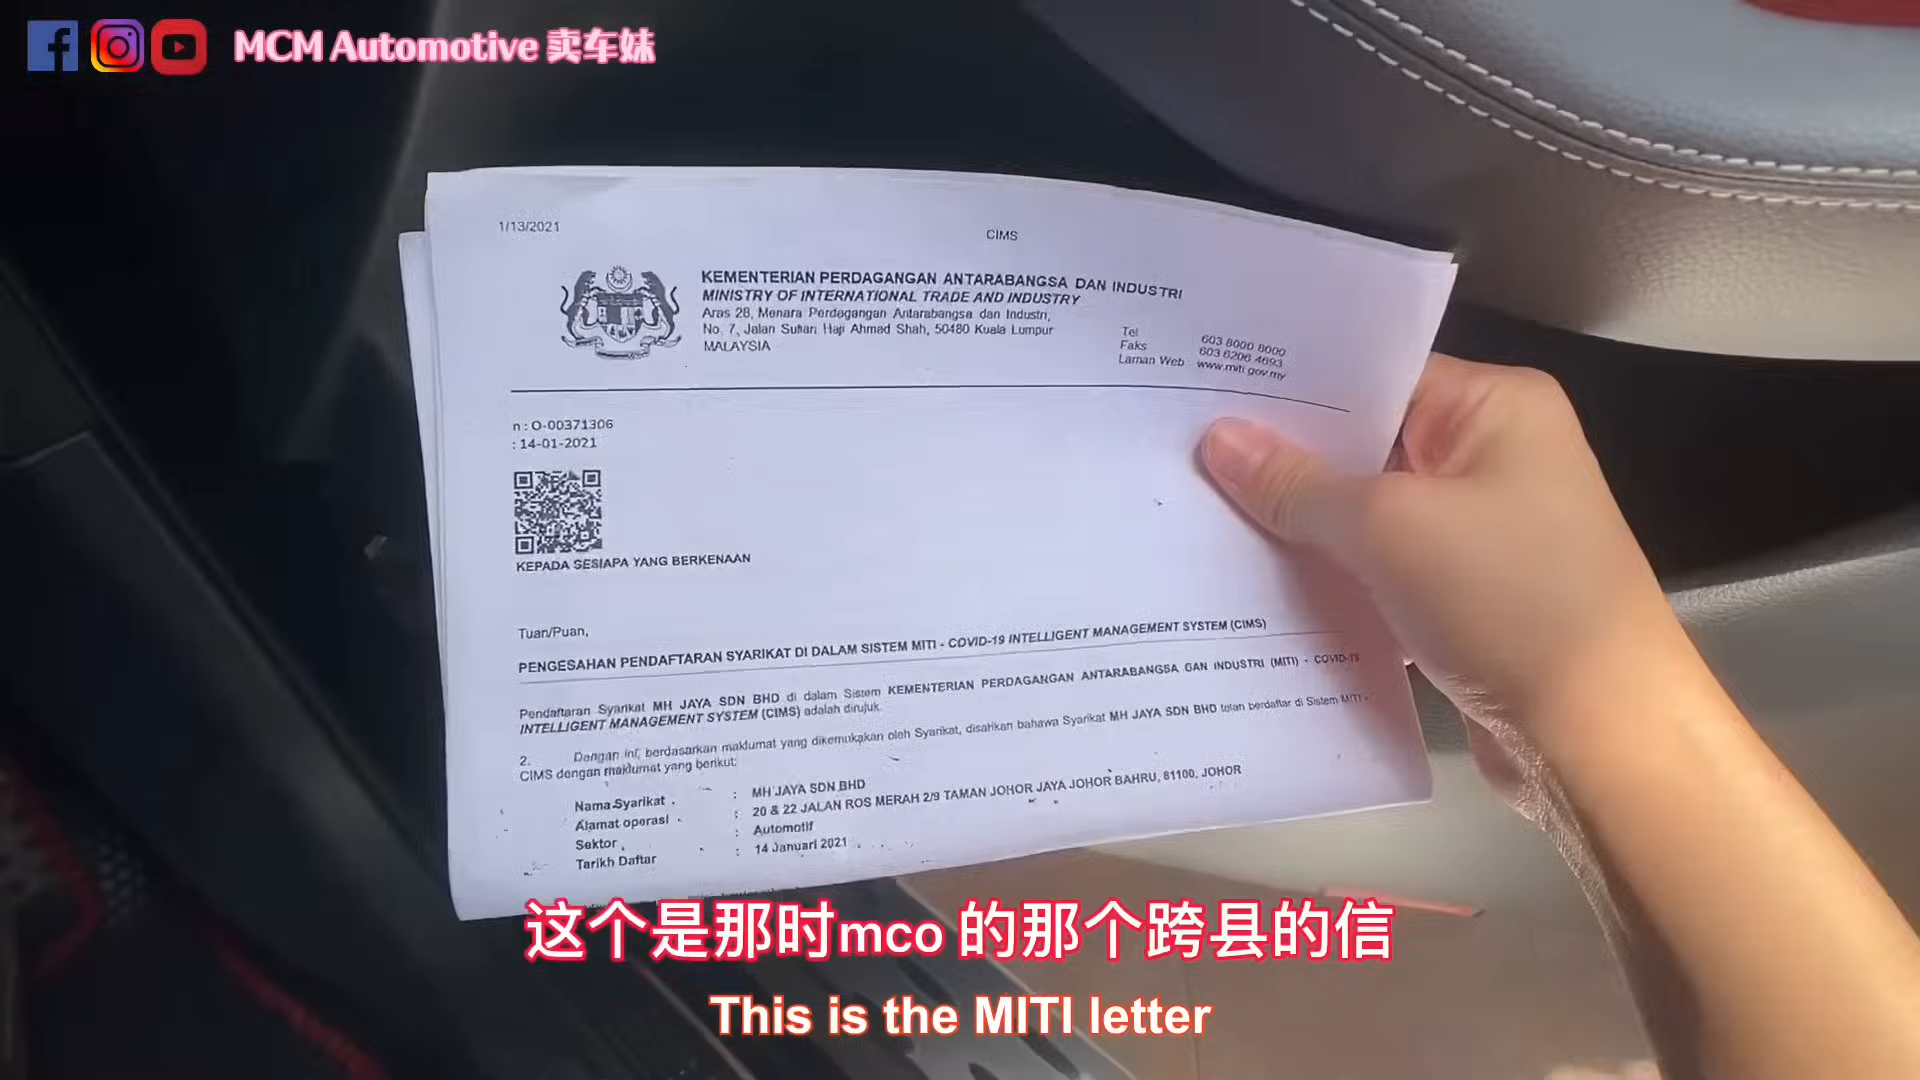 MCM Automotive 卖车妹
1/13/2021
CIMS
KEMENTERIAN PERDAGANGAN ANTARABANGSA DAN INDUSTRI
MINISTRY OF INTERNATIONAL TRADE AND INDUSTRY
Aras 28, Menara Perdagangan Antarabangsa dan Industri,
No. 7, Jalan Sultan Haji Ahmad Shah, 50480 Kuala Lumpur
MALAYSIA
Tel 603 8000 8000
Faks 603 6206 4693
Laman Web www.miti.gov.my
n : O-00371306
: 14-01-2021
KEPADA SESIAPA YANG BERKENAAN
Tuan/Puan,
PENGESAHAN PENDAFTARAN SYARIKAT DI DALAM SISTEM MITI - COVID-19 INTELLIGENT MANAGEMENT SYSTEM (CIMS)
Pendaftaran Syarikat MH JAYA SDN BHD di dalam Sistem KEMENTERIAN PERDAGANGAN ANTARABANGSA DAN INDUSTRI (MITI) - COVID-19
INTELLIGENT MANAGEMENT SYSTEM (CIMS) adalah dirujuk.
2. Dengan ini, berdasarkan maklumat yang dikemukakan oleh Syarikat, disahkan bahawa Syarikat MH JAYA SDN BHD telah berdaftar di Sistem MITI -
CIMS dengan maklumat yang berikut:
Nama Syarikat : MH JAYA SDN BHD
Alamat operasi : 20 & 22 JALAN ROS MERAH 2/9 TAMAN JOHOR JAYA JOHOR BAHRU, 81100, JOHOR
Sektor : Automotif
Tarikh Daftar : 14 Januari 2021
这个是那时mco 的那个跨县的信
This is the MITI letter